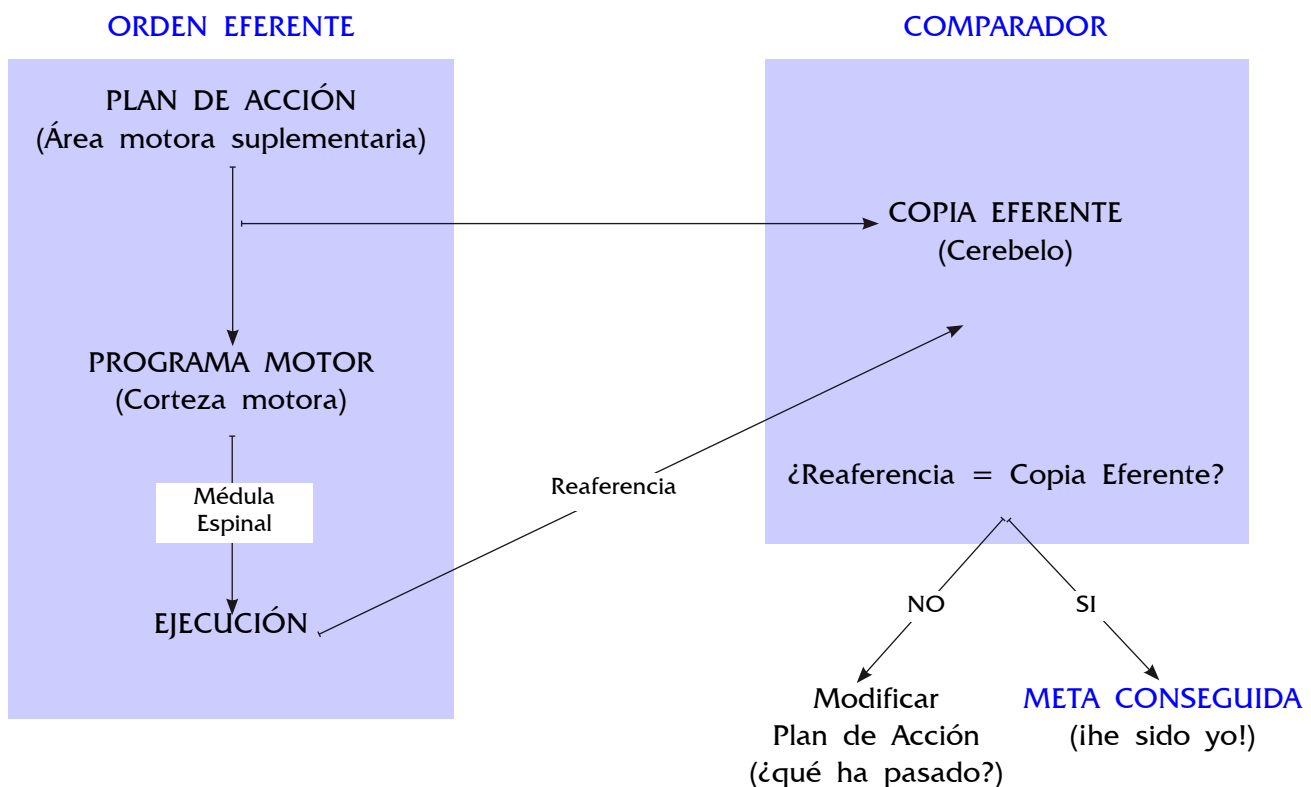 ORDEN EFERENTE
PLAN DE ACCIÓN
(Área motora suplementaria)
PROGRAMA MOTOR
(Corteza motora)
Médula
Espinal
EJECUCIÓN
Reaferencia
COMPARADOR
COPIA EFERENTE
(Cerebelo)
¿Reaferencia = Copia Eferente?
NO
SI
Modificar
Plan de Acción
(¿qué ha pasado?)
META CONSEGUIDA
(¡he sido yo!)